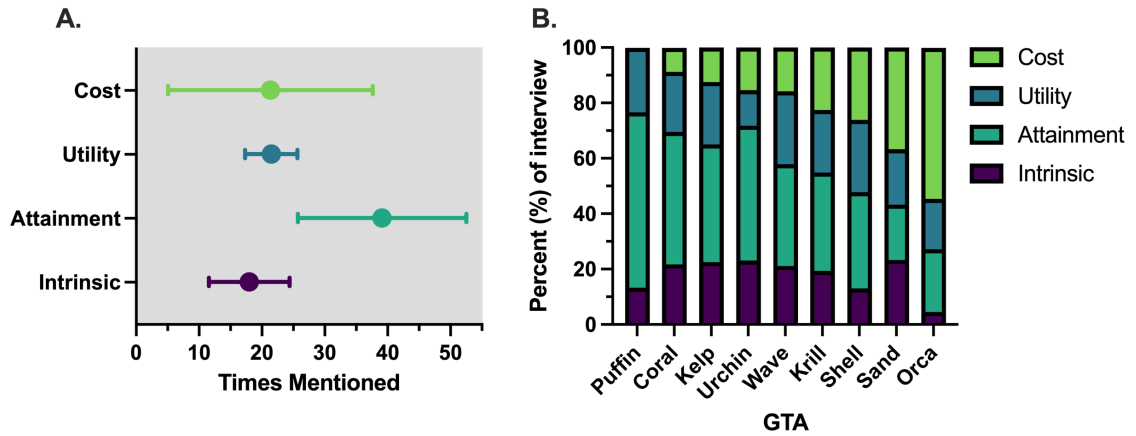 A.
Cost
Utility
Attainment
Intrinsic
0 10 20 30 40 50
Times Mentioned
B.
Percent (%) of interview
100
80
60
40
20
0
Puffin Coral Kelp Urchin Wave Krill Shell Sand Orca
GTA
Cost
Utility
Attainment
Intrinsic